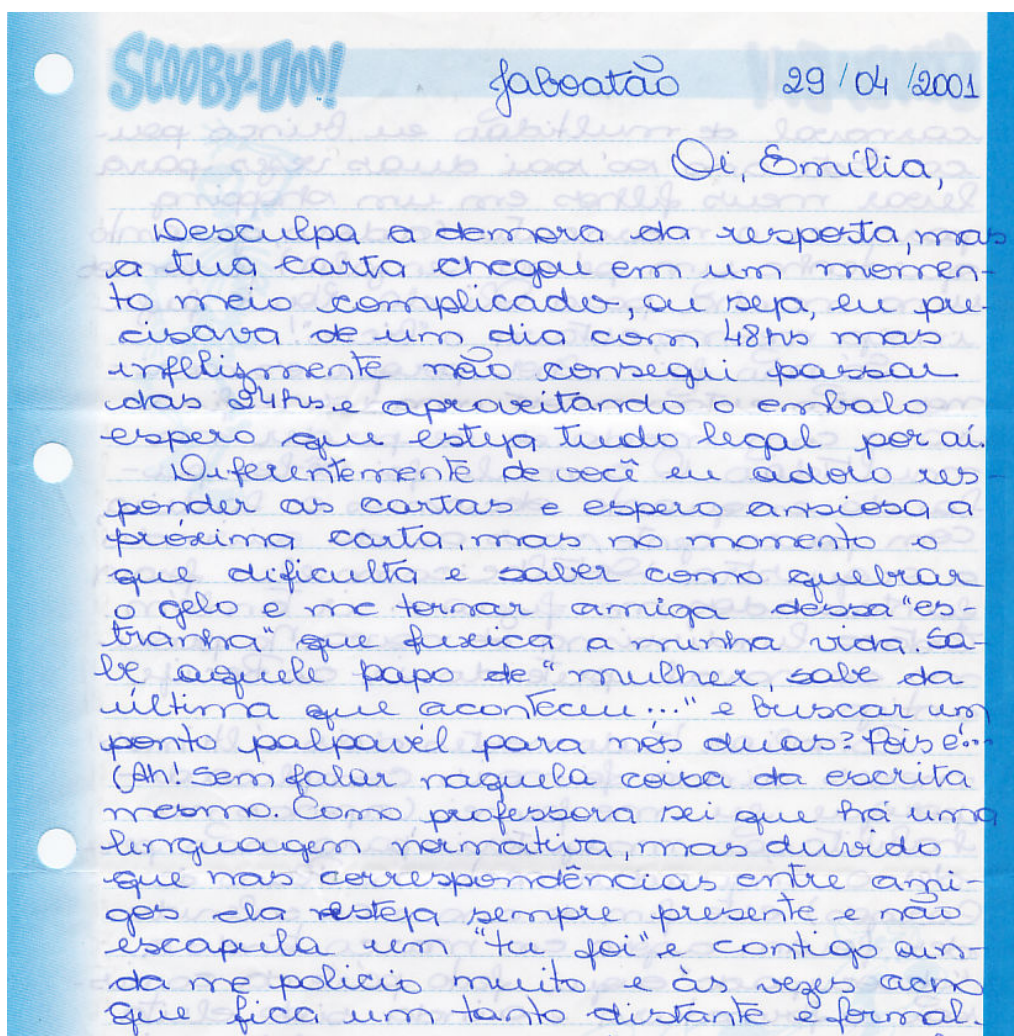 SCOOBY-DOO!
Jaboatão 29/04/2001
Oi, Emília,
Desculpa a demora da resposta, mas
a tua carta chegou em um momen-
to meio complicado, ou seja, eu pre-
cisava de um dia com 48hs mas
infelizmente não consegui passar
das 24hs. e aproveitando o embalo
espero que esteja tudo legal por aí.
Diferentemente de você eu adoro res-
ponder as cartas e espero ansiosa a
próxima carta, mas no momento o
que dificulta e saber como quebrar
o gelo e me tornar amiga dessa "es-
tranha" que fuxica a minha vida. Sa-
be aquele papo de "mulher, sabe da
última que aconteceu..." e buscar um
ponto palpavél para nós duas? Pois é...
(Ah! Sem falar naquela coisa da escrita
mesmo. Como professora sei que há uma
lenguagem normativa, mas duvido
que nas correspondências entre ami-
gos ela esteja sempre presente e não
escapula um "tu foi" e contigo ain-
da me policio muito e às vezes acho
que fica um tanto distante e formal.